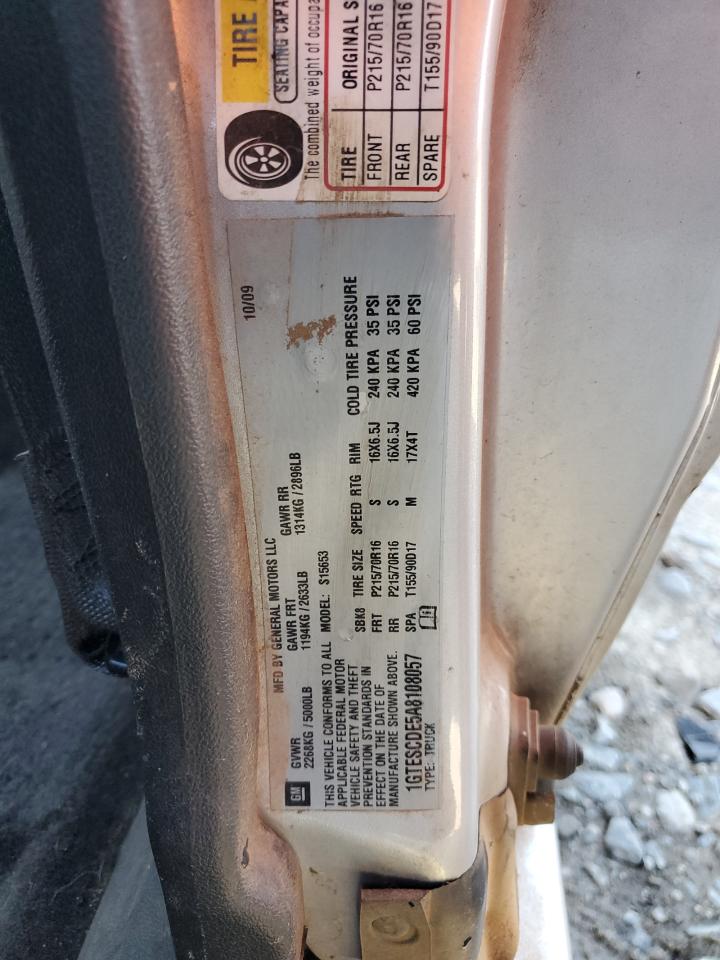 TIRE
SEATING CAPA
The combined weight of occupa
TIRE ORIGINAL S
FRONT P215/70R16
REAR P215/70R16
SPARE T155/90D17
10/09
MFD BY GENERAL MOTORS LLC
GM GVWR GAWR FRT GAWR RR
2268KG/5000LB 1194KG/2633LB 1314KG/2896LB
THIS VEHICLE CONFORMS TO ALL MODEL: S15653
APPLICABLE FEDERAL MOTOR
VEHICLE SAFETY AND THEFT
PREVENTION STANDARDS IN
EFFECT ON THE DATE OF
MANUFACTURE SHOWN ABOVE.
1GTESCDE5A8108057
TYPE: TRUCK
SBK8 TIRE SIZE SPEED RTG RIM COLD TIRE PRESSURE
FRT P215/70R16 S 16X6.5J 240 KPA 35 PSI
RR P215/70R16 S 16X6.5J 240 KPA 35 PSI
SPA T155/90D17 M 17X4T 420 KPA 60 PSI